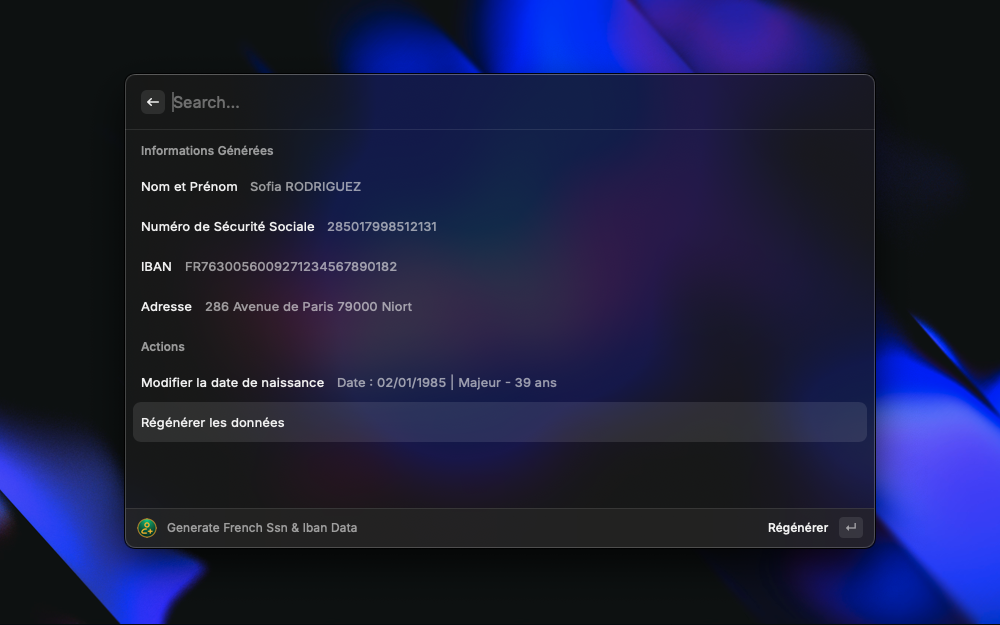 Search...
Informations Générées
Nom et Prénom Sofia RODRIGUEZ
Numéro de Sécurité Sociale 285017998512131
IBAN FR7630056009271234567890182
Adresse 286 Avenue de Paris 79000 Niort
Actions
Modifier la date de naissance Date : 02/01/1985 | Majeur - 39 ans
Régénérer les données
Generate French Ssn & Iban Data Régénérer